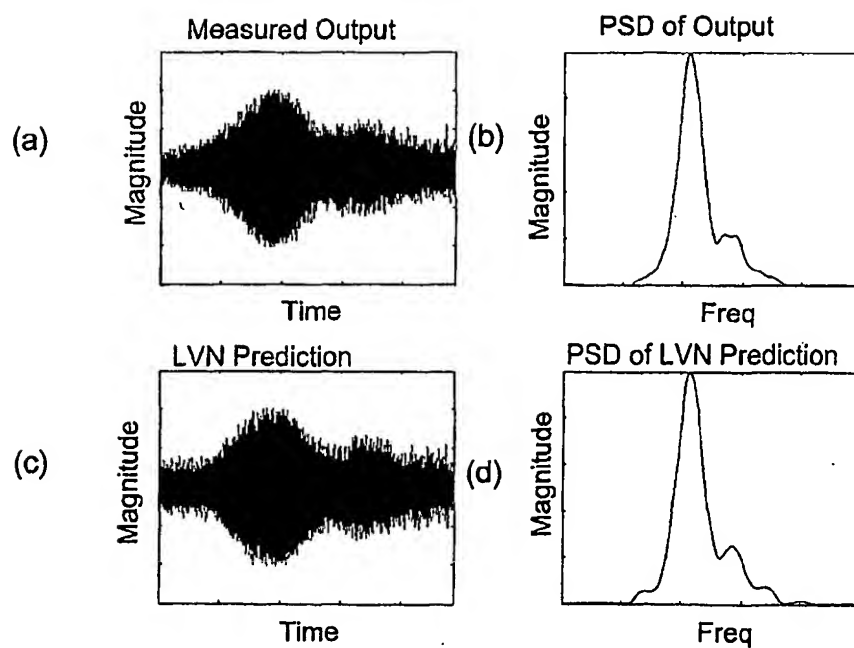 Measured Output
PSD of Output
(a)
Magnitude
(b)
Magnitude
Time
Freq
LVN Prediction
PSD of LVN Prediction
(c)
Magnitude
(d)
Magnitude
Time
Freq